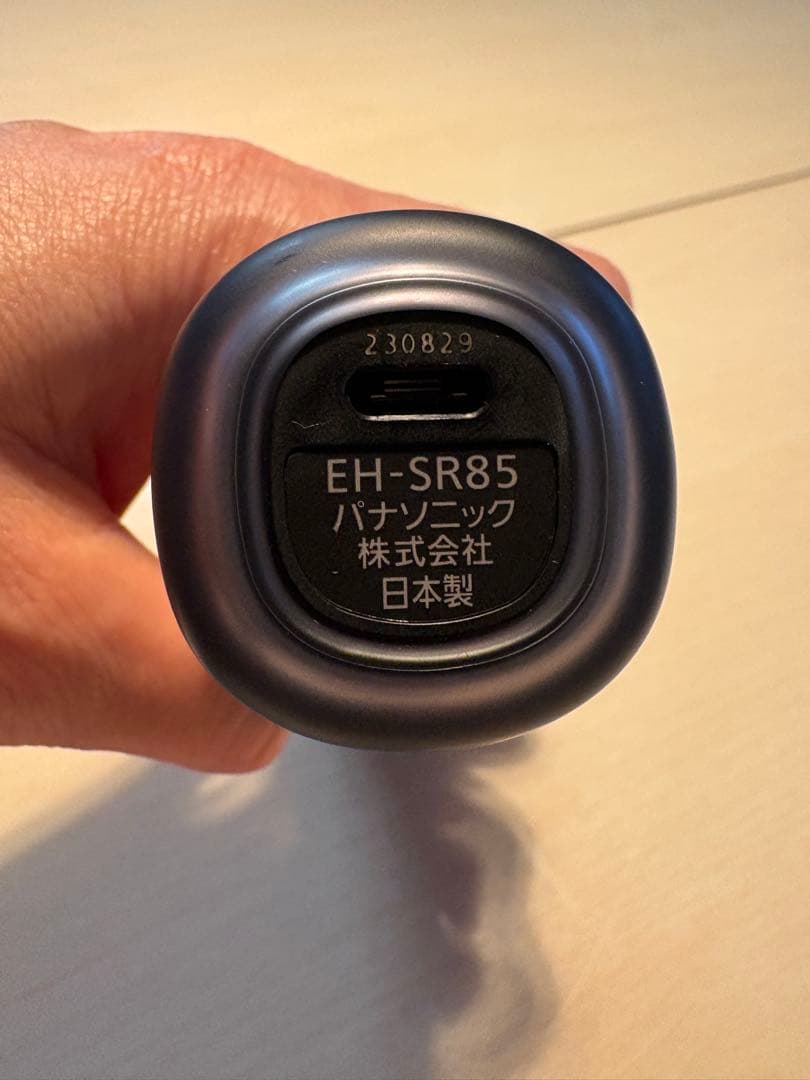 230829
EH-SR85
パナソニック
株式会社
日本製